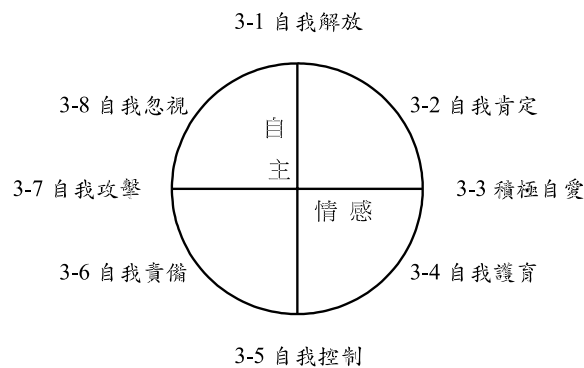 3-1 自我解放
3-8 自我忽視
3-2 自我肯定
自
主
3-7 自我攻擊
3-3 積極自愛
情感
3-6 自我責備
3-4 自我護育
3-5 自我控制